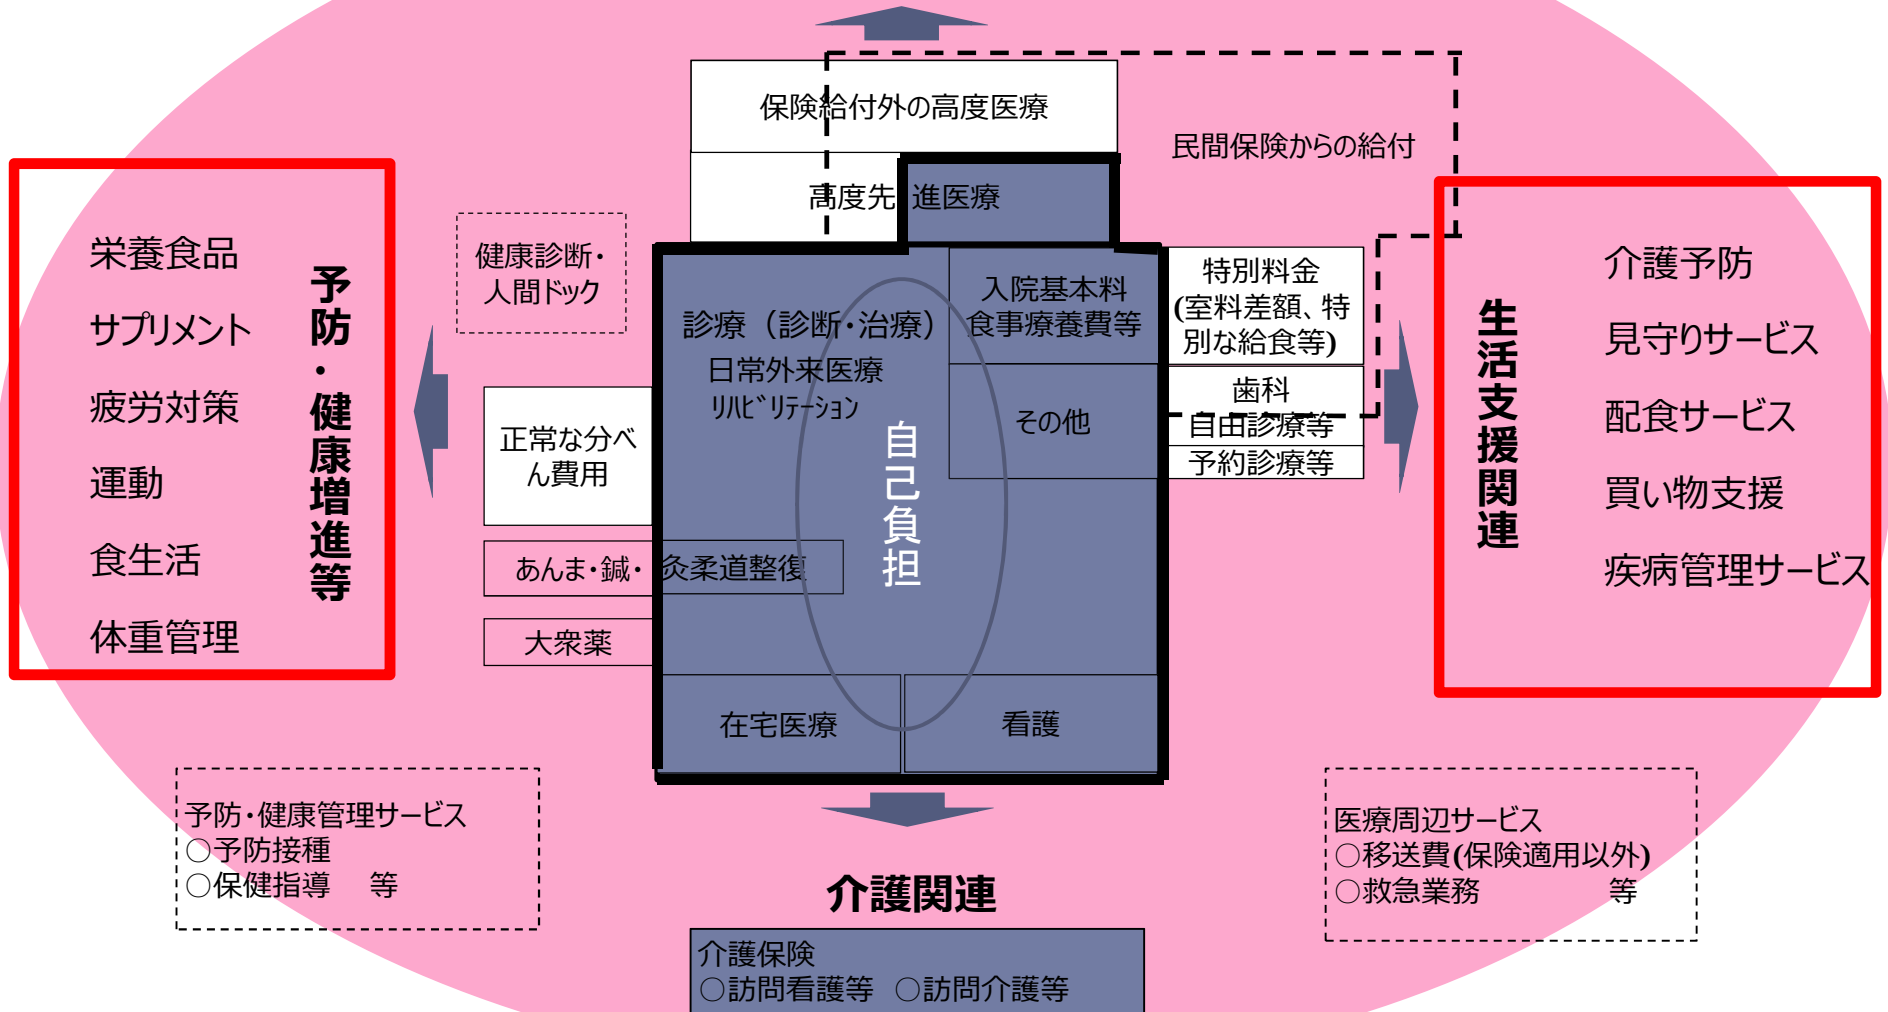 保険給付外の高度医療
民間保険からの給付
高度先進医療
栄養食品
サプリメント
疲労対策
運動
食生活
体重管理
予防・健康増進等
健康診断・
人間ドック
正常な分べ
ん費用
あんま・鍼・灸柔道整復
大衆薬
診療（診断・治療）
日常外来医療
ﾘﾊﾋﾞﾘﾃｰｼｮﾝ
入院基本料
食事療養費等
その他
自己負担
在宅医療
看護
特別料金
(室料差額、特
別な給食等)
歯科
自由診療等
予約診療等
生活支援関連
介護予防
見守りサービス
配食サービス
買い物支援
疾病管理サービス
予防・健康管理サービス
○予防接種
○保健指導　等
医療周辺サービス
○移送費(保険適用以外)
○救急業務　等
介護関連
介護保険
○訪問看護等 ○訪問介護等